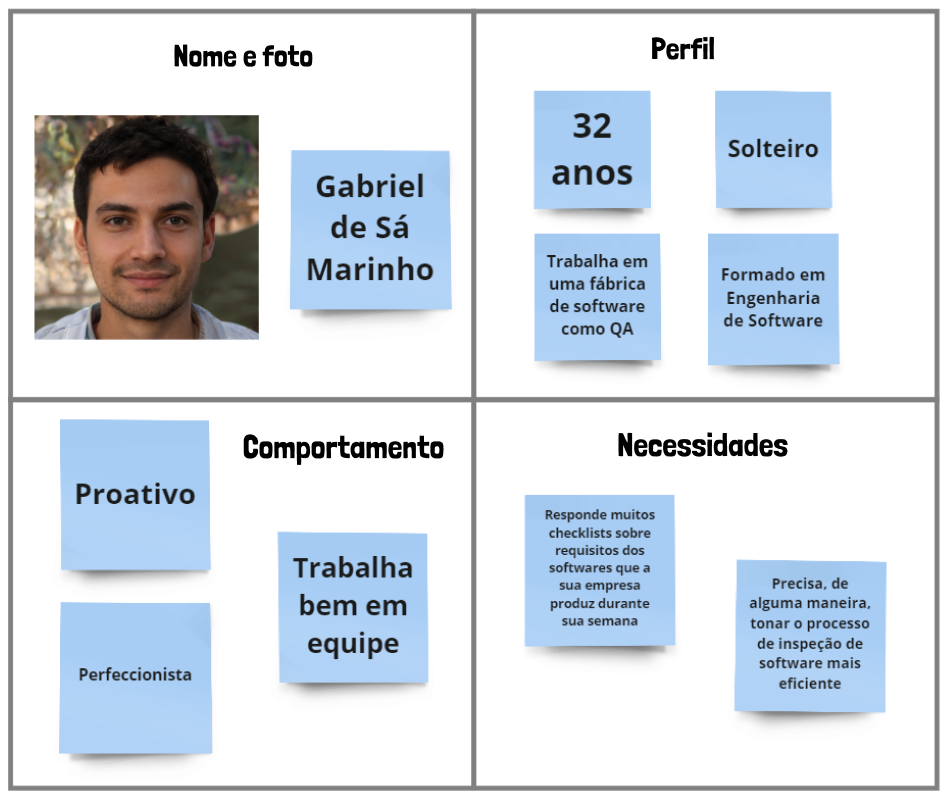 Nome e foto
Gabriel
de Sá
Marinho
Perfil
32
anos
Solteiro
Trabalha em
uma fábrica
de software
como QA
Formado em
Engenharia
de Software
Comportamento
Proativo
Trabalha
bem em
equipe
Perfeccionista
Necessidades
Responde muitos
checklists sobre
requisitos dos
softwares que a
sua empresa
produz durante
sua semana
Precisa, de
alguma maneira,
tonar o processo
de inspeção de
software mais
eficiente